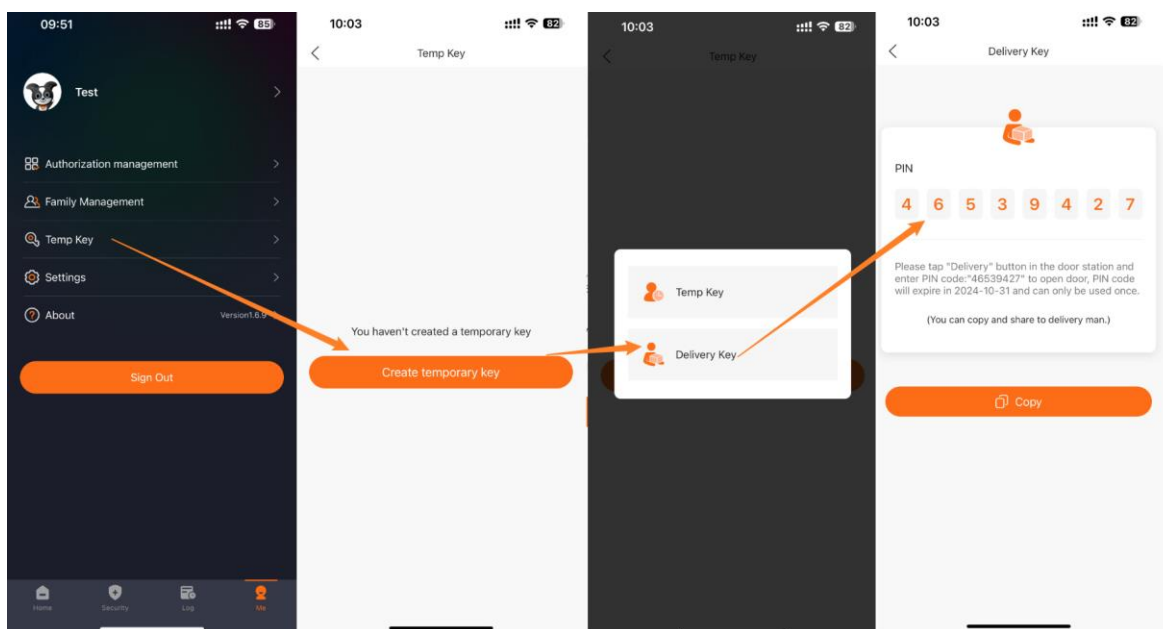 09:51
85
Test
Authorization management
Family Management
Temp Key
Settings
About
Version1.6.9
Sign Out
Home
Security
Log
Me
10:03
82
Temp Key
You haven't created a temporary key
Create temporary key
10:03
82
Temp Key
Temp Key
Delivery Key
10:03
82
Delivery Key
PIN
4 6 5 3 9 4 2 7
Please tap "Delivery" button in the door station and
enter PIN code:"46539427" to open door, PIN code
will expire in 2024-10-31 and can only be used once.
(You can copy and share to delivery man.)
Copy